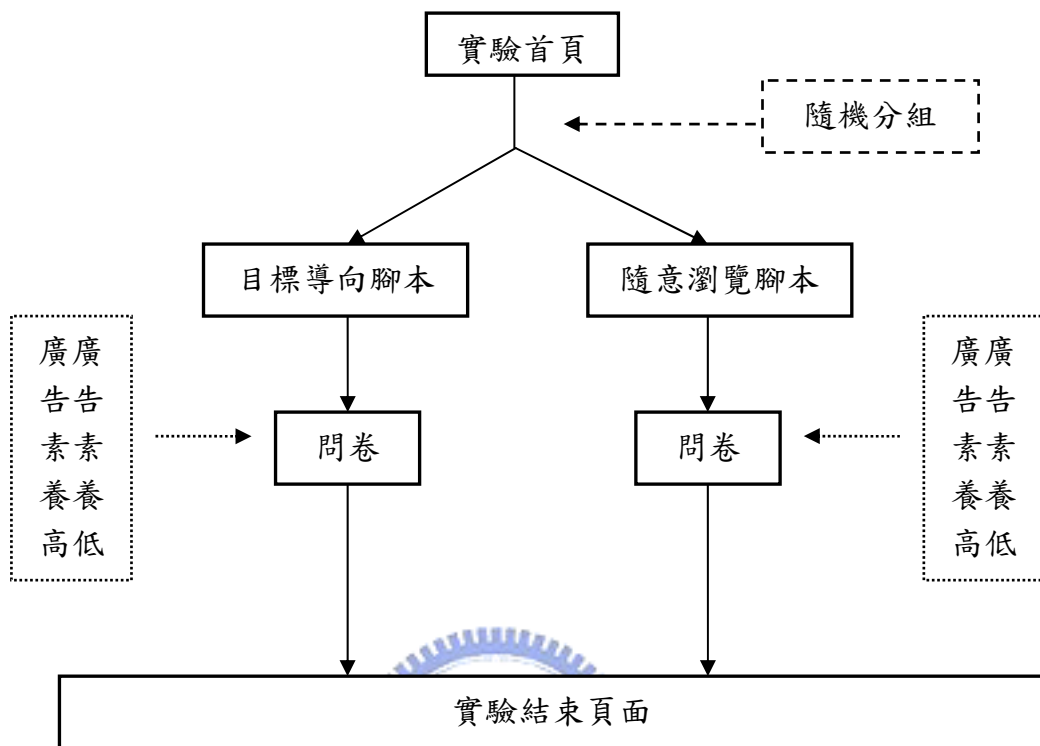 實驗首頁
隨機分組
目標導向腳本
隨意瀏覽腳本
廣告素養高
廣告素養低
問卷
問卷
廣告素養高
廣告素養低
實驗結束頁面